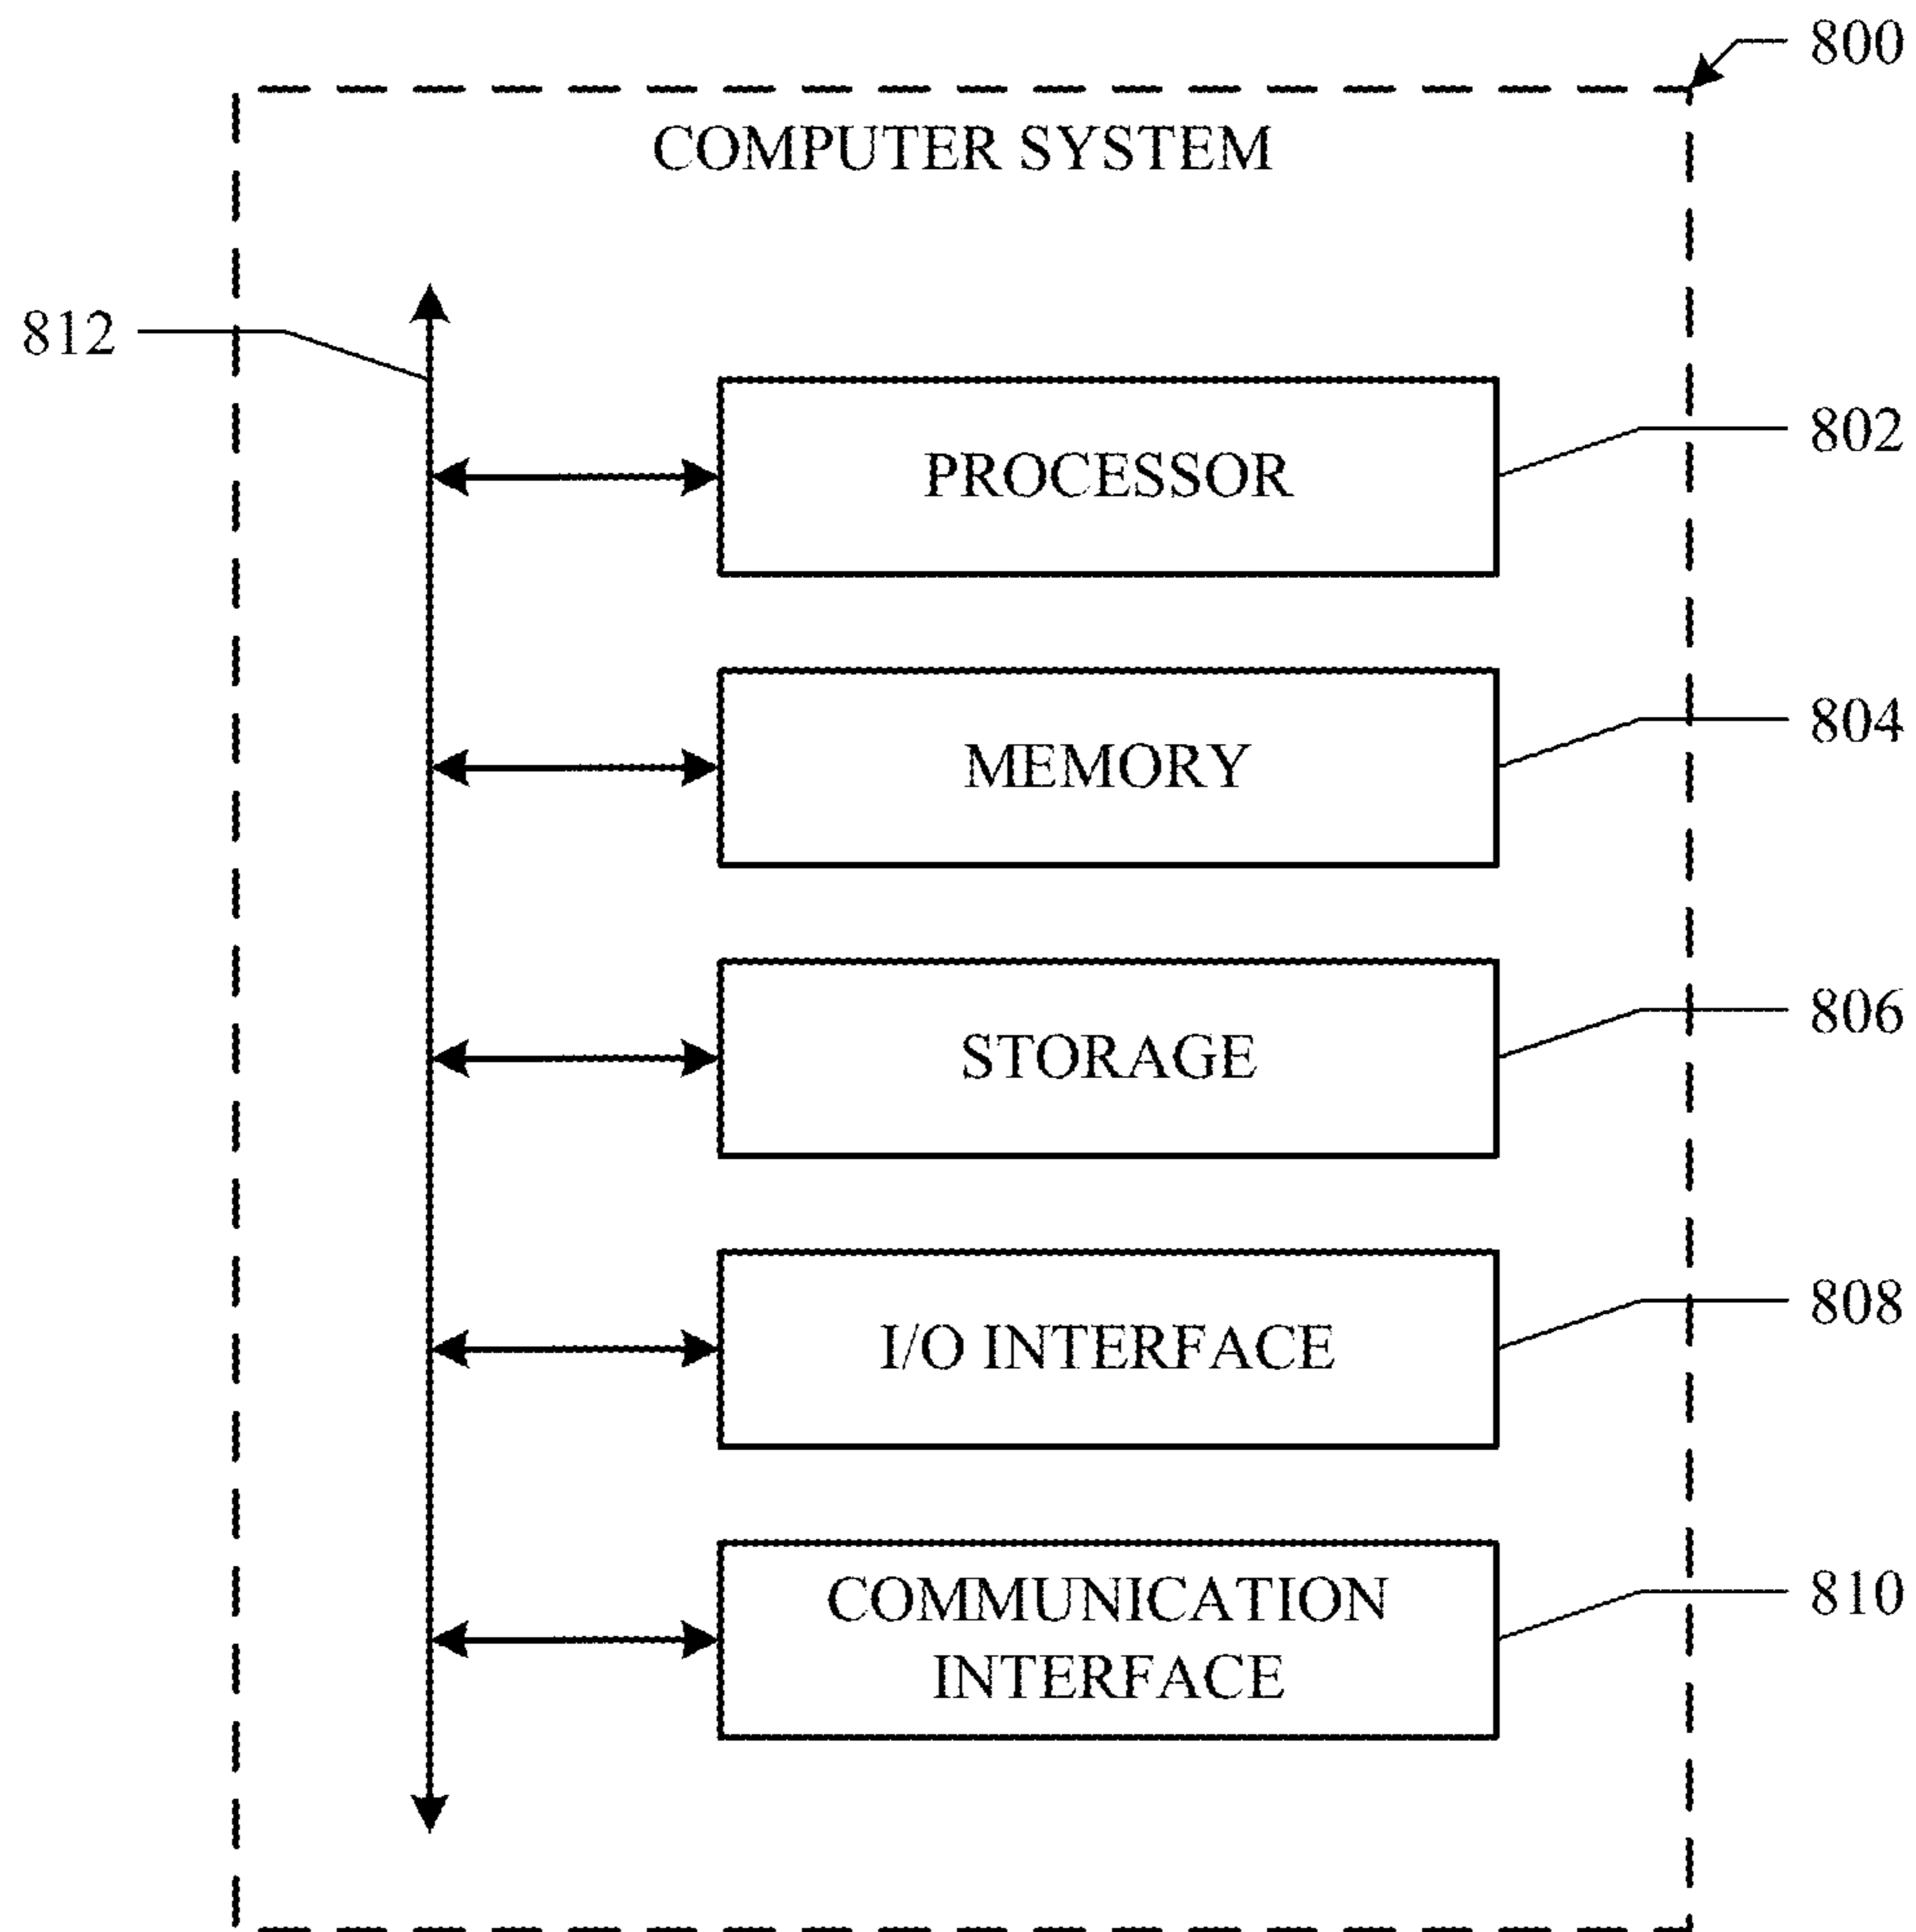 800
COMPUTER SYSTEM
812
PROCESSOR
802
MEMORY
804
STORAGE
806
I/O INTERFACE
808
COMMUNICATION
INTERFACE
810